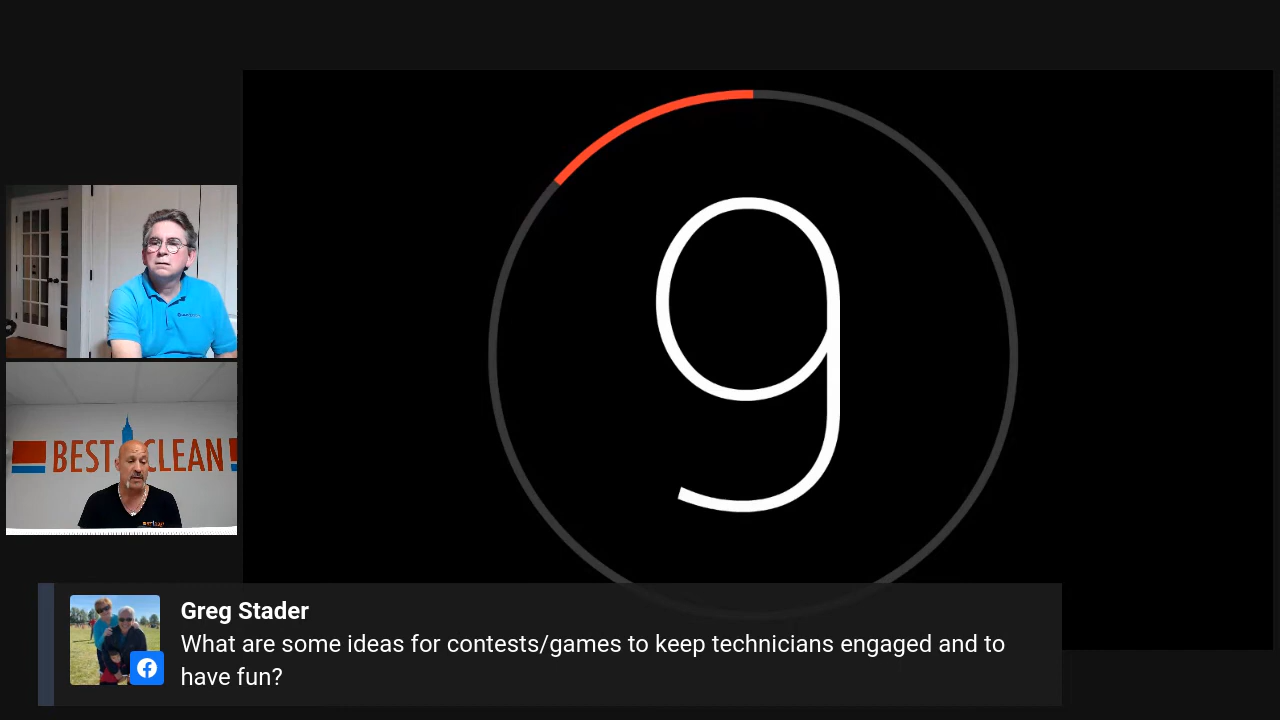 9
BEST CLEAN
Greg Stader
What are some ideas for contests/games to keep technicians engaged and to
have fun?